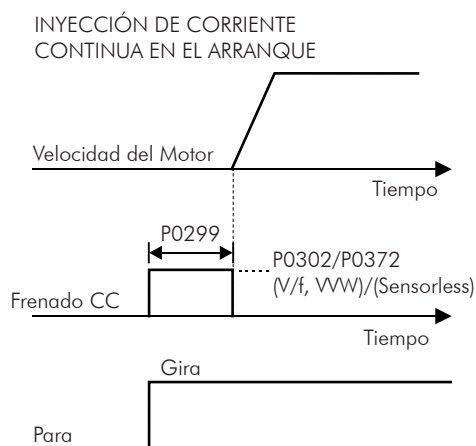 INYECCIÓN DE CORRIENTE
CONTINUA EN EL ARRANQUE
Velocidad del Motor
Tiempo
P0299
P0302/P0372
(V/f, VVW)/(Sensorless)
Frenado CC
Tiempo
Gira
Para